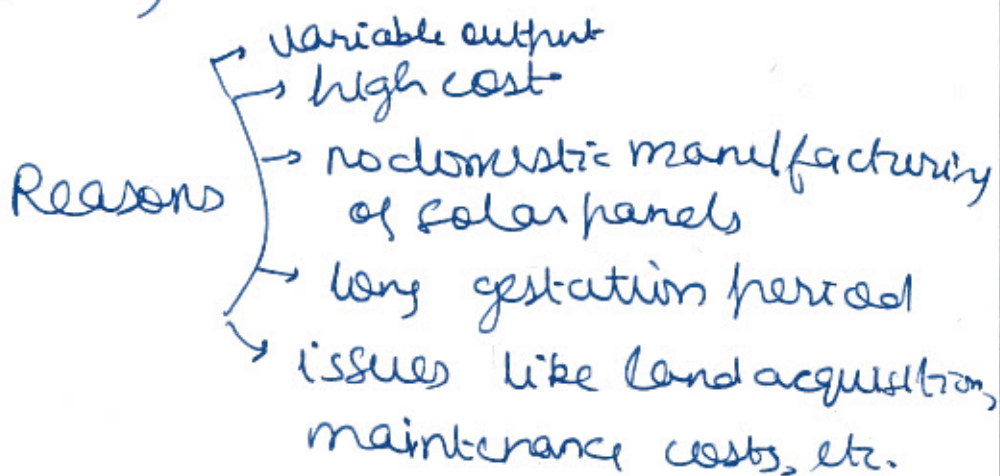 variable output
high cost
no domestic manufacturing
Reasons
of solar panels
long gestation period
issues like land acquisition,
maintenance costs, etc.